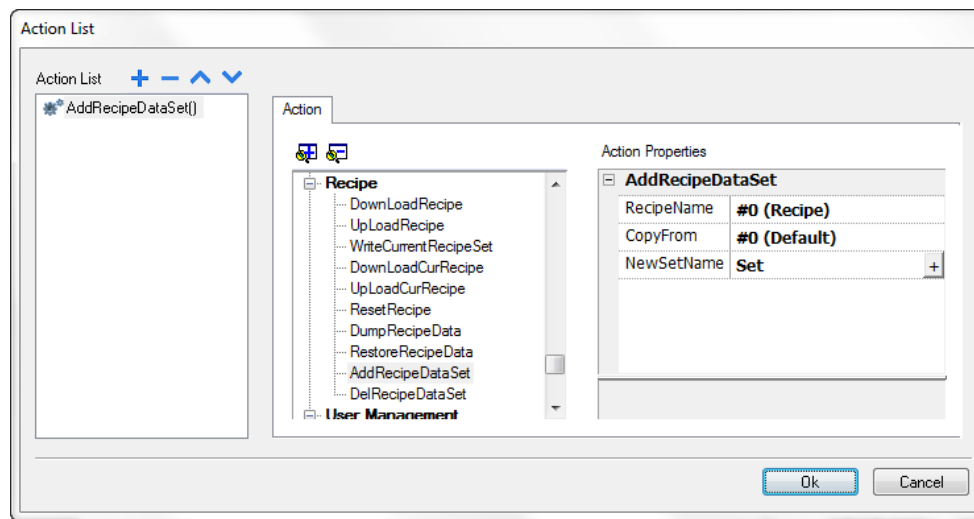 Action List
Action List
AddRecipeDataSet()
Action
Recipe
DownLoadRecipe
UpLoadRecipe
WriteCurrentRecipeSet
DownLoadCurRecipe
UpLoadCurRecipe
ResetRecipe
DumpRecipeData
RestoreRecipeData
AddRecipeDataSet
DelRecipeDataSet
User Management
Action Properties
AddRecipeDataSet
RecipeName #0 (Recipe)
CopyFrom #0 (Default)
NewSetName Set +
Ok Cancel